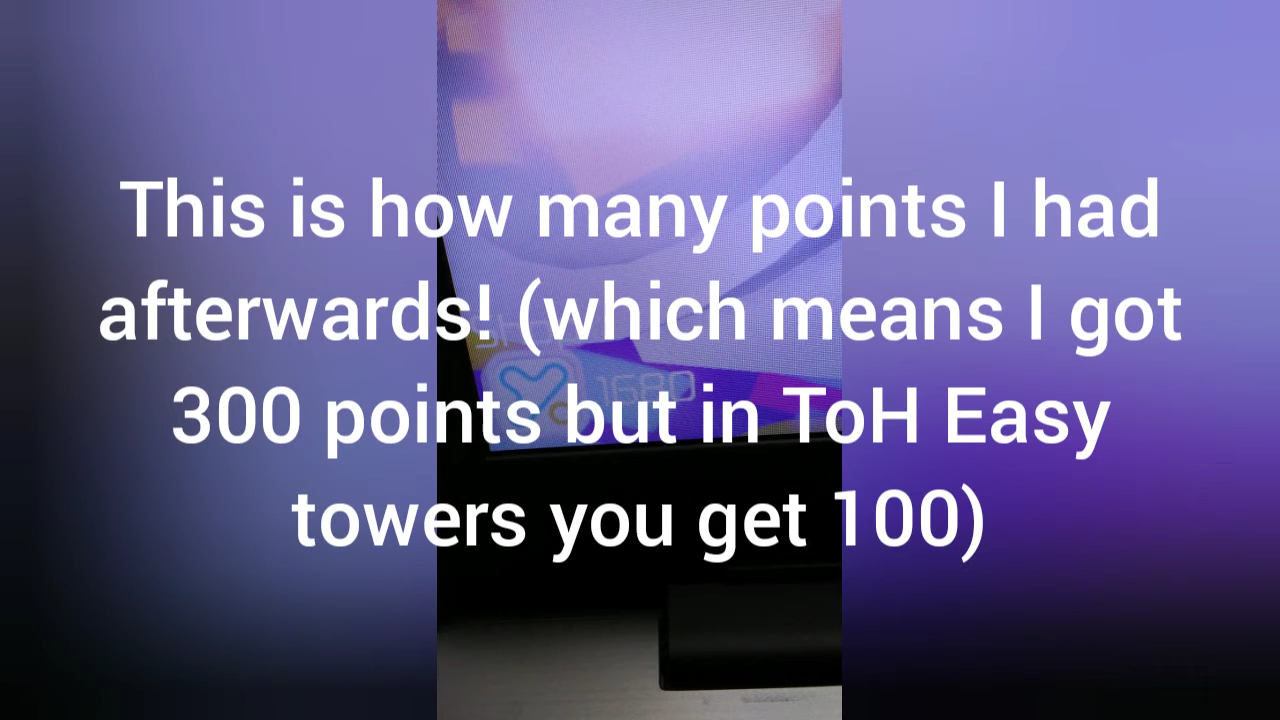 This is how many points I had
afterwards! (which means I got
300 points but in ToH Easy
towers you get 100)
1680